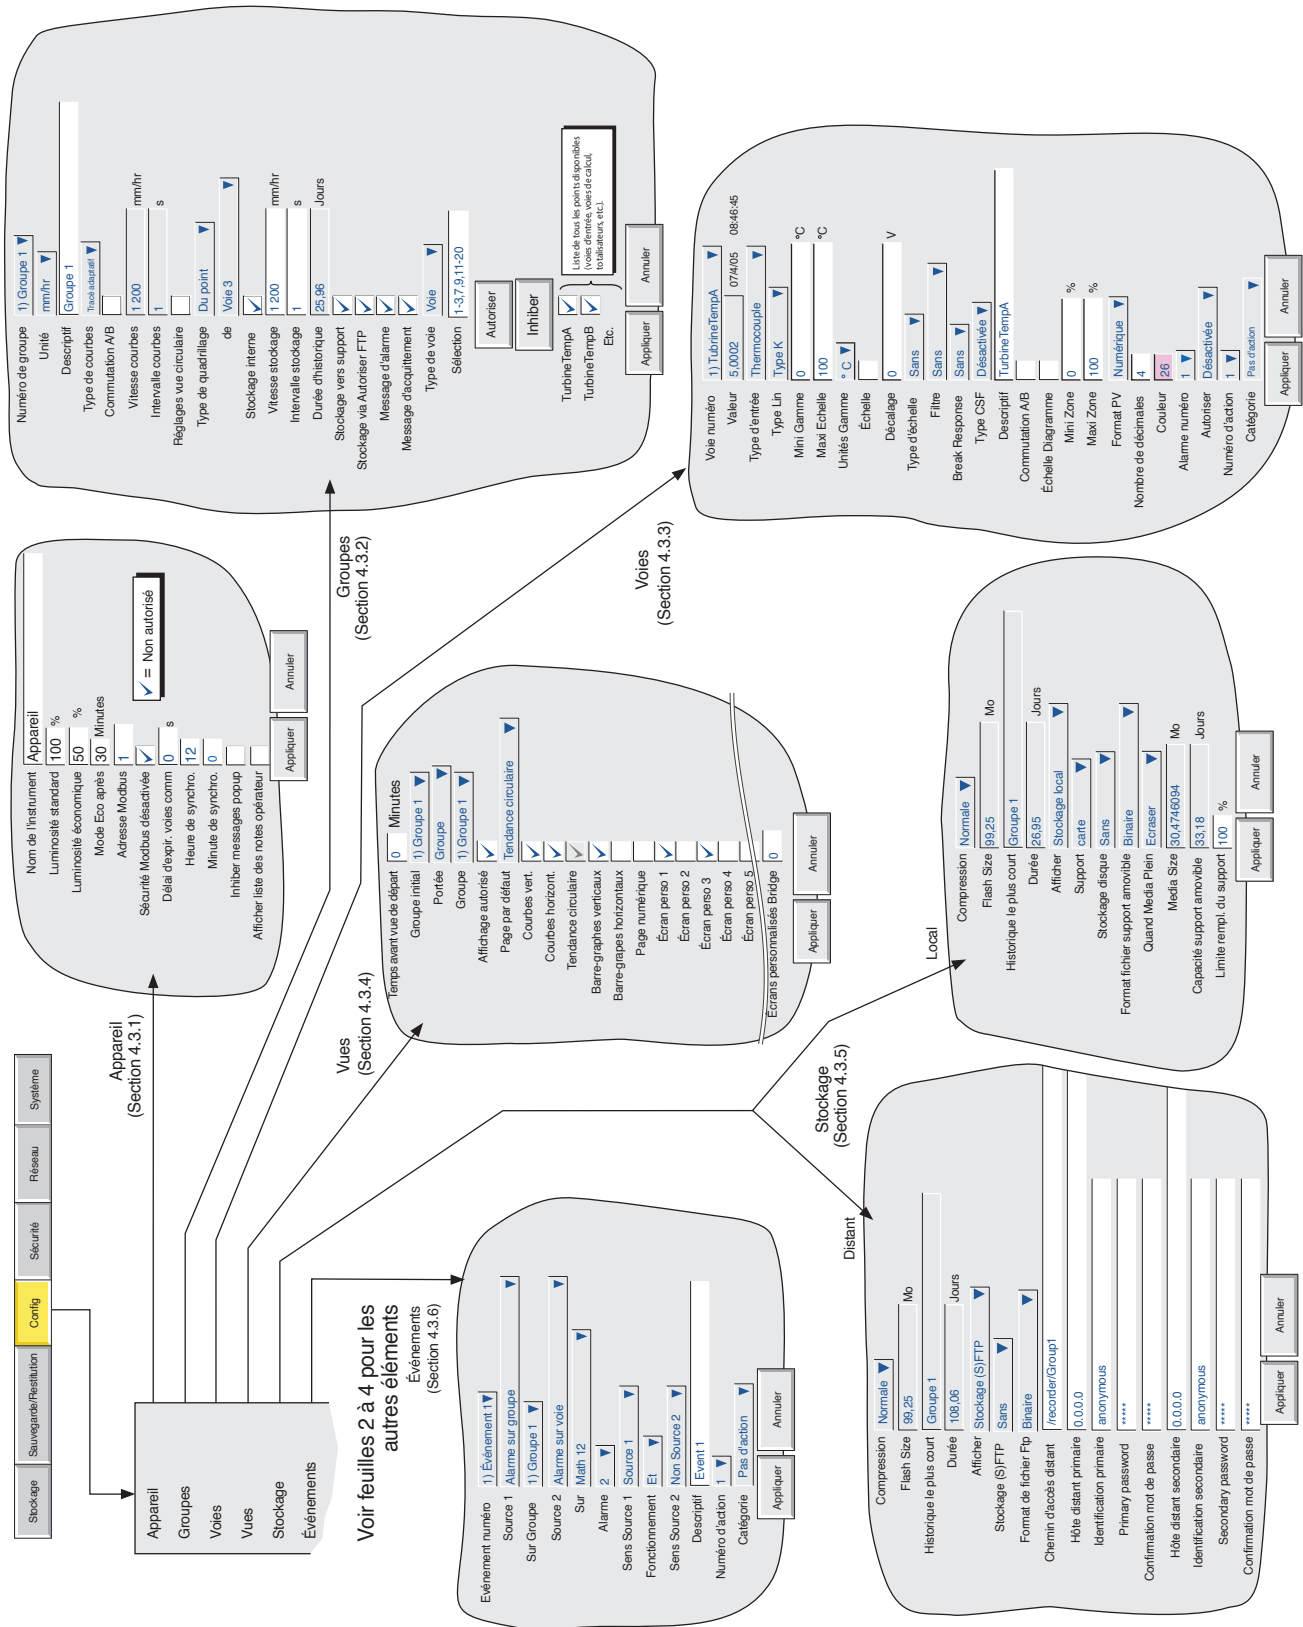 Stockage
Sauvegarde/Restitution
Config
Sécurité
Réseau
Système
Appareil
Groupes
Voies
Vues
Stockage
Événements
Voir feuilles 2 à 4 pour les
autres éléments
Appareil
(Section 4.3.1)
Nom de l'instrument Appareil
Luminosité standard 100 %
Luminosité économique 50 %
Mode Eco après 30 Minutes
Adresse Modbus 1
Sécurité Modbus désactivée
Délai d'expir. voies comm 0 s
Heure de synchro. 12
Minute de synchro. 0
Inhiber messages popup
Afficher liste des notes opérateur
= Non autorisé
Appliquer Annuler
Groupes
(Section 4.3.2)
Numéro de groupe 1) Groupe 1
Unité mm/hr
Descriptif Groupe 1
Type de courbes Tracé adaptatif
Commutation A/B
Vitesse courbes 1 200 mm/hr
Intervalle courbes 1 s
Réglages vue circulaire
Type de quadrillage Du point
de Voie 3
Stockage interne
Vitesse stockage 1 200 mm/hr
Intervalle stockage 1 s
Durée d'historique 25,96 Jours
Stockage vers support
Stockage via Autoriser FTP
Message d'alarme
Message d'acquittement
Type de voie Voie
Sélection 1-3,7,9,11-20
Autoriser
Inhiber
TurbineTempA
TurbineTempB
Etc.
Liste de tous les points disponibles
(voies d'entrée, voies de calcul,
totalisateurs, etc.).
Appliquer Annuler
Voies
(Section 4.3.3)
Voie numéro 1) TubrineTempA
Valeur 5,0002 07/4/05 08:46:45
Type d'entrée Thermocouple
Type Lin Type K
Mini Gamme 0 °C
Maxi Echelle 100 °C
Unités Gamme ° C
Échelle
Décalage 0 V
Type d'échelle Sans
Filtre Sans
Break Response Sans
Type CSF Désactivée
Descriptif TurbineTempA
Commutation A/B
Échelle Diagramme
Mini Zone 0 %
Maxi Zone 100 %
Format PV Numérique
Nombre de décimales 4
Couleur 26
Alarme numéro 1
Autoriser Désactivée
Numéro d'action 1
Catégorie Pas d'action
Appliquer Annuler
Vues
(Section 4.3.4)
Temps avant vue de départ 0 Minutes
Groupe initial 1) Groupe 1
Portée Groupe
Groupe 1) Groupe 1
Affichage autorisé
Page par défaut Tendance circulaire
Courbes vert.
Courbes horizont.
Tendance circulaire
Barre-graphes verticaux
Barre-grapes horizontaux
Page numérique
Écran perso 1
Écran perso 2
Écran perso 3
Écran perso 4
Écran perso 5
Écrans personnalisés Bridge 0
Appliquer Annuler
Stockage
(Section 4.3.5)
Local
Compression Normale
Flash Size 99,25 Mo
Historique le plus court Groupe 1
Durée 26,95 Jours
Afficher Stockage local
Support carte
Stockage disque Sans
Format fichier support amovible Binaire
Quand Media Plein Ecraser
Media Size 30,4746094 Mo
Capacité support amovible 33,18 Jours
Limite rempl. du support 100 %
Appliquer Annuler
Distant
Compression Normale
Flash Size 99,25 Mo
Historique le plus court Groupe 1
Durée 108,06 Jours
Afficher Stockage (S)FTP
Stockage (S)FTP Sans
Format de fichier Ftp Binaire
Chemin d'accès distant /recorder/Group1
Hôte distant primaire 0.0.0.0
Identification primaire anonymous
Primary password *****
Confirmation mot de passe *****
Hôte distant secondaire 0.0.0.0
Identification secondaire anonymous
Secondary password *****
Confirmation mot de passe *****
Appliquer Annuler
Événements
(Section 4.3.6)
Evénement numéro 1) Événement 1
Source 1 Alarme sur groupe
Sur Groupe 1) Groupe 1
Source 2 Alarme sur voie
Sur Math 12
Alarme 2
Sens Source 1 Source 1
Fonctionnement Et
Sens Source 2 Non Source 2
Descriptif Event 1
Numéro d'action 1
Catégorie Pas d'action
Appliquer Annuler